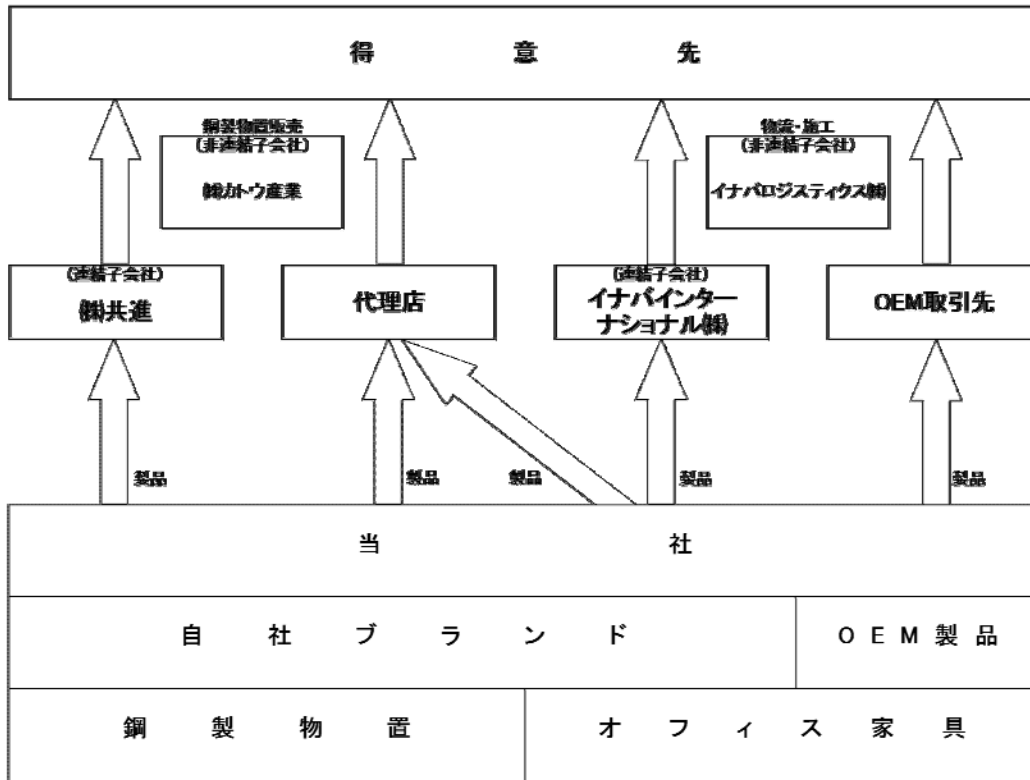 得意先
鋼製物置販売
(非連結子会社)
㈱カトウ産業
物流・施工
(非連結子会社)
イナバロジスティクス㈱
(連結子会社)
㈱共進
代理店
(連結子会社)
イナバインター
ナショナル㈱
OEM取引先
製品
製品
製品
製品
製品
当社
自社ブランド
OEM製品
鋼製物置
オフィス家具